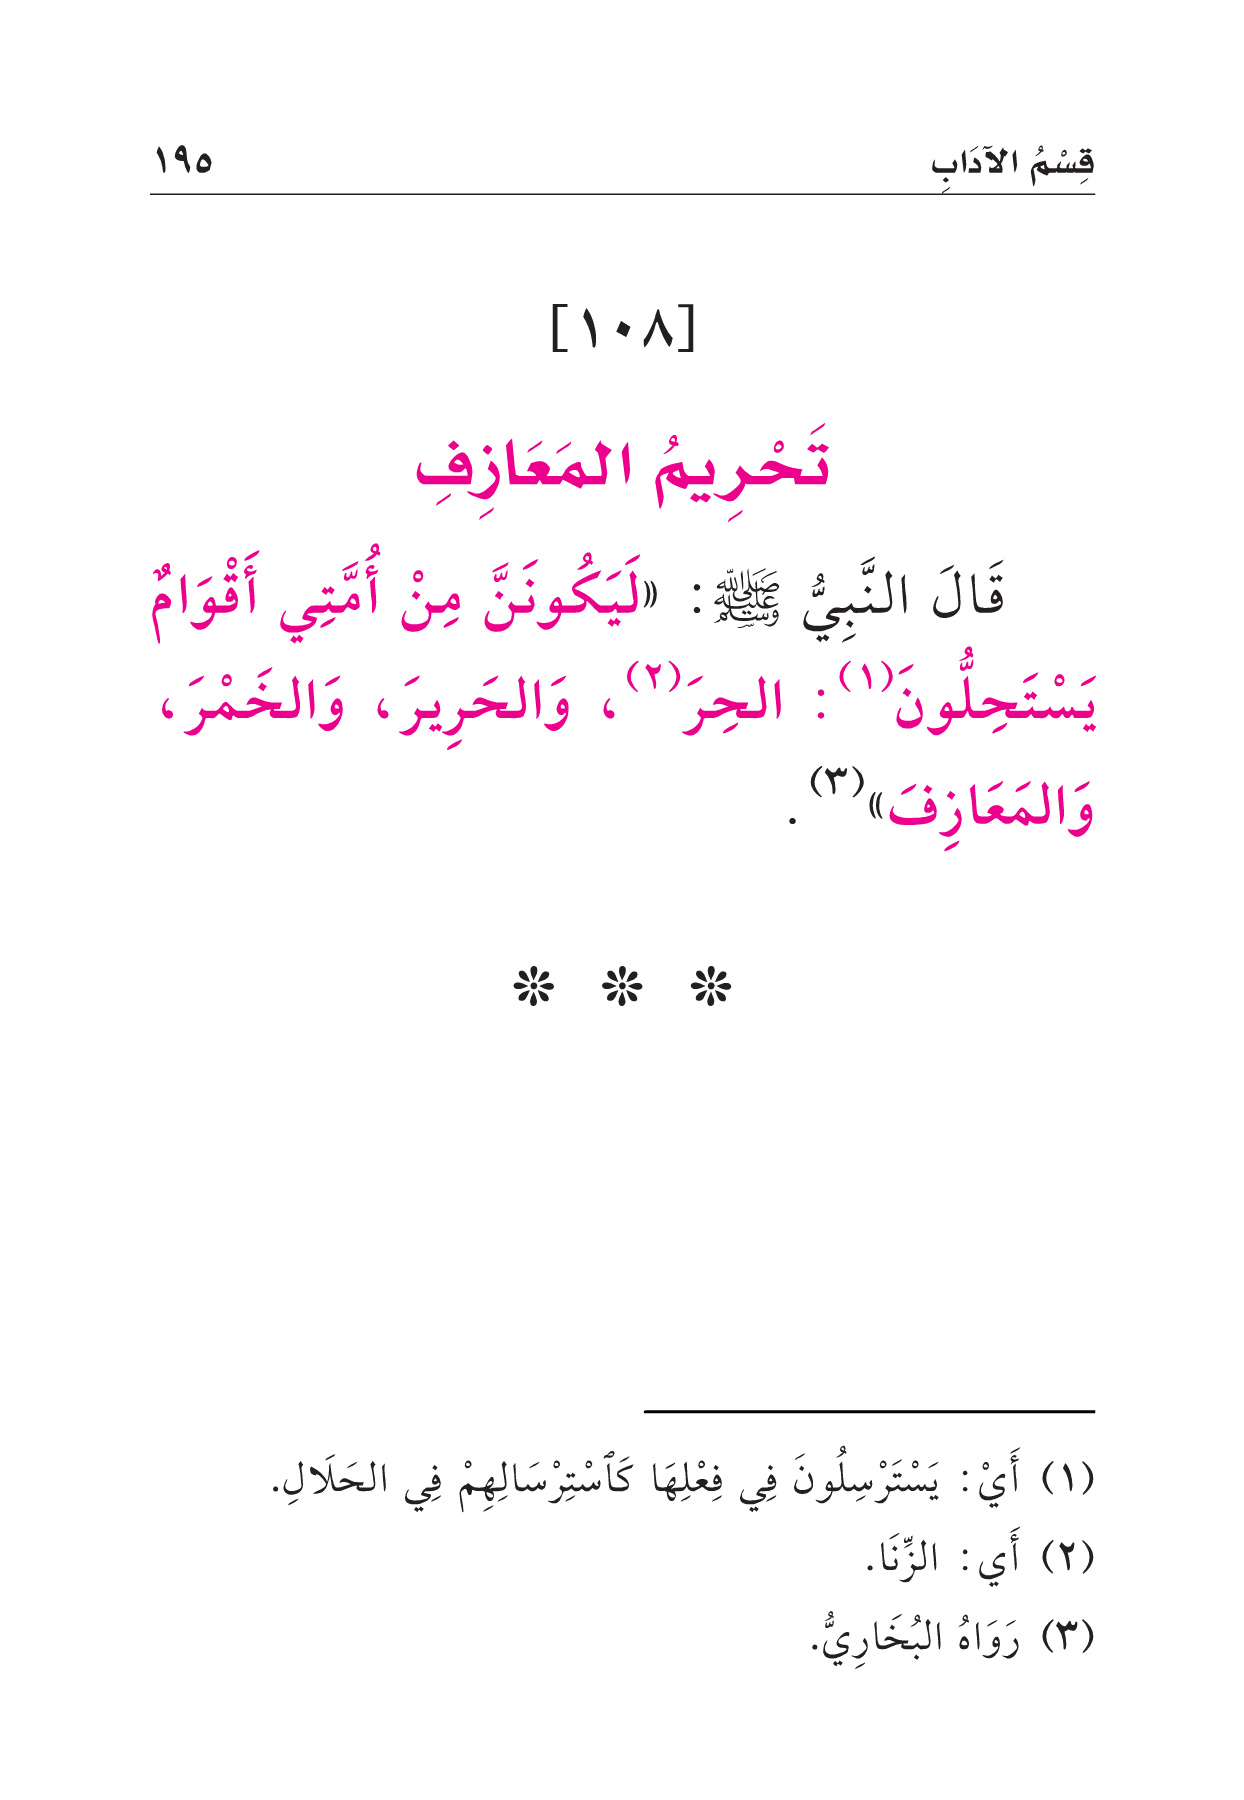 قِسْمُ الآدَابِ ١٩٥
[١٠٨]
تَحْرِيمُ المَعَازِفِ
قَالَ النَّبِيُّ ﷺ: «لَيَكُونَنَّ مِنْ أُمَّتِي أَقْوَامٌ
يَسْتَحِلُّونَ(١): الحِرَ(٢)، وَالحَرِيرَ، وَالخَمْرَ،
وَالمَعَازِفَ»(٣).
(١) أَيْ: يَسْتَرْسِلُونَ فِي فِعْلِهَا كَٱسْتِرْسَالِهِمْ فِي الحَلَالِ.
(٢) أَي: الزِّنَا.
(٣) رَوَاهُ البُخَارِيُّ.